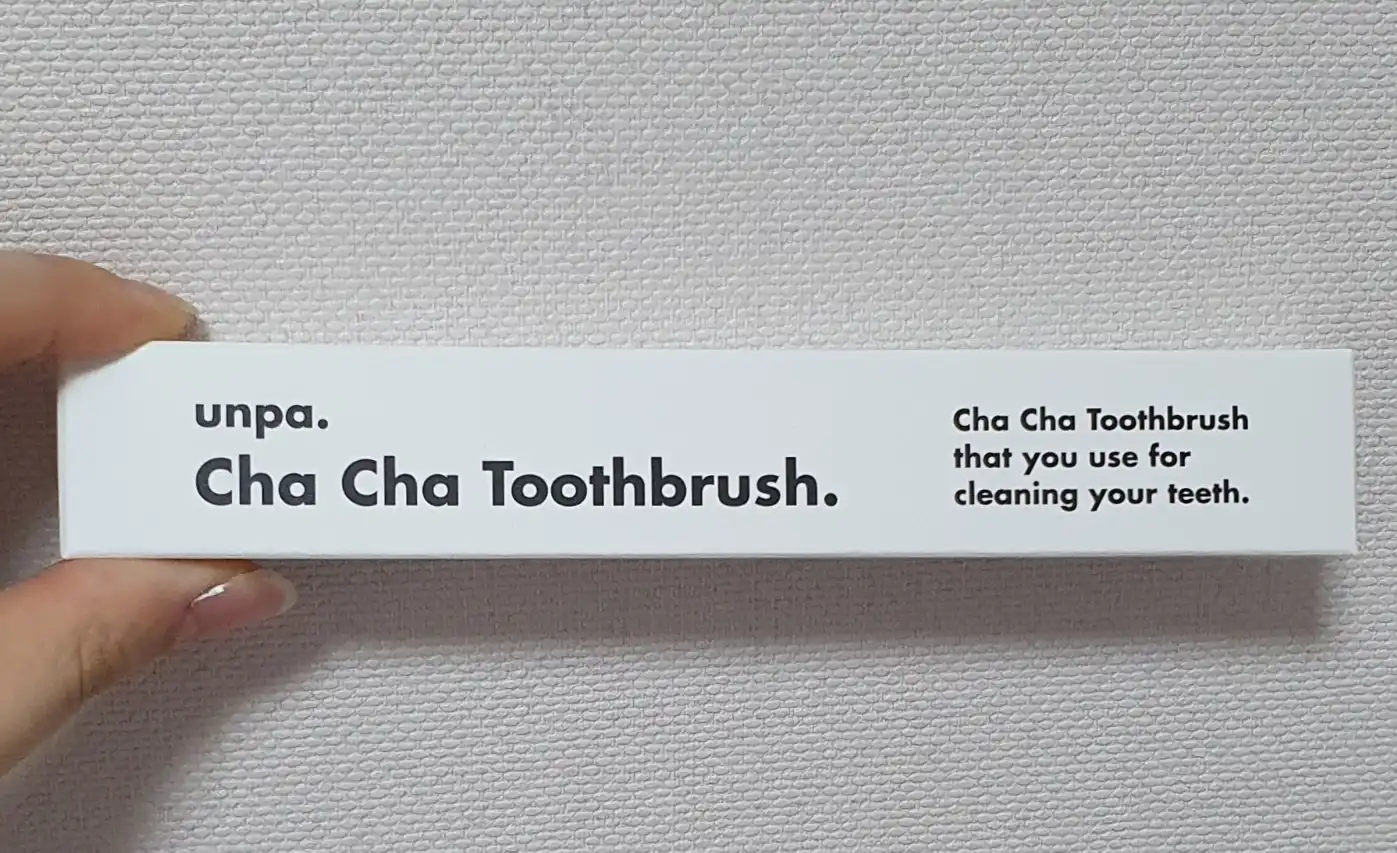 unpa.
Cha Cha Toothbrush.
Cha Cha Toothbrush
that you use for
cleaning your teeth.